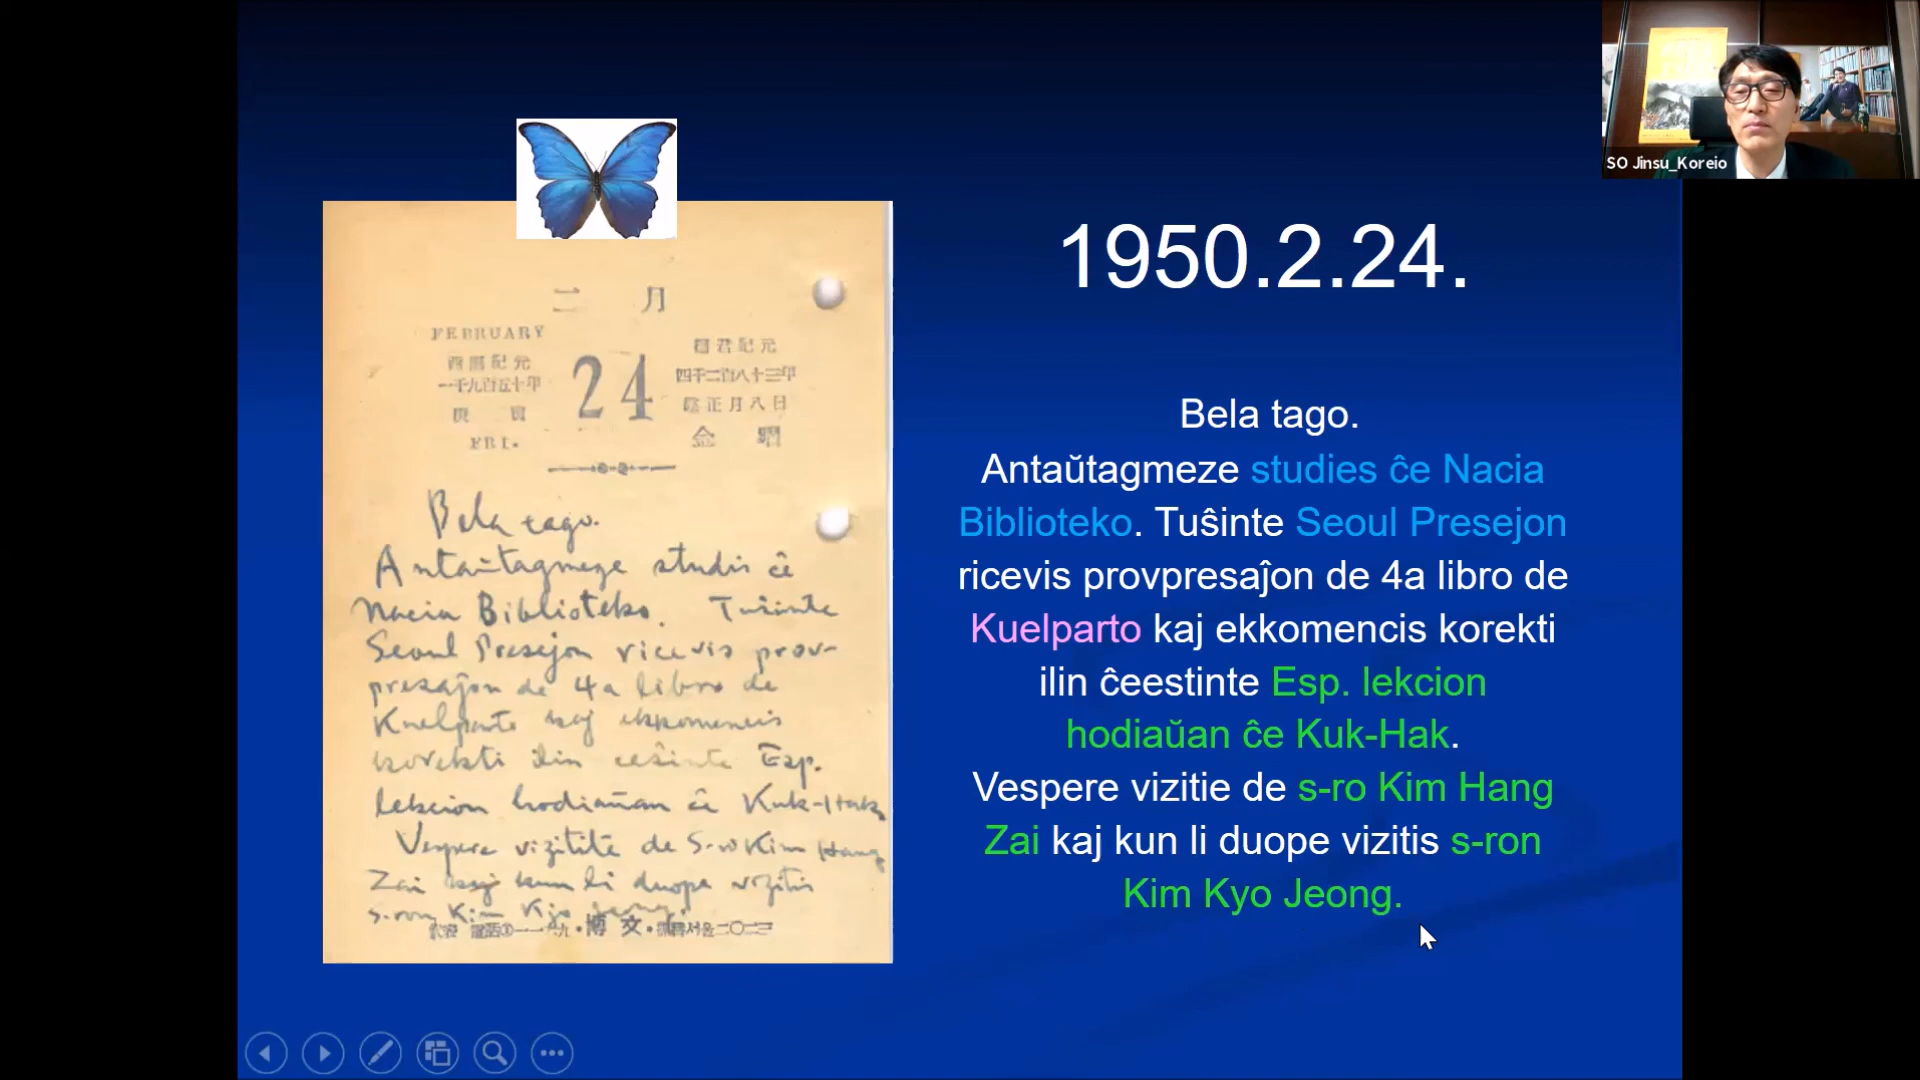 二 月
FEBRUARY
西曆紀元
一千九百五十年
庚 寅
FRI.
24
檀君紀元
四千二百八十三年
陰正月八日
金 曜
Bela tago.
Antaŭtagmeze studis ĉe
Nacia Biblioteko. Tuŝinte
Seoul Presejon ricevis prov-
presaĵon de 4a libro de
Kuelparto kaj ekkomencis
korekti ilin ĉeestinte Esp.
lekcion hodiaŭan ĉe Kuk-Hak
Vespere vizitite de S-ro Kim Hang
Zai kaj kun li duope vizitis
s-ron Kim Kyo Jeong.
博文
1950.2.24.
Bela tago.
Antaŭtagmeze studies ĉe Nacia
Biblioteko. Tuŝinte Seoul Presejon
ricevis provpresaĵon de 4a libro de
Kuelparto kaj ekkomencis korekti
ilin ĉeestinte Esp. lekcion
hodiaŭan ĉe Kuk-Hak.
Vespere vizitie de s-ro Kim Hang
Zai kaj kun li duope vizitis s-ron
Kim Kyo Jeong.
SO Jinsu_Koreio